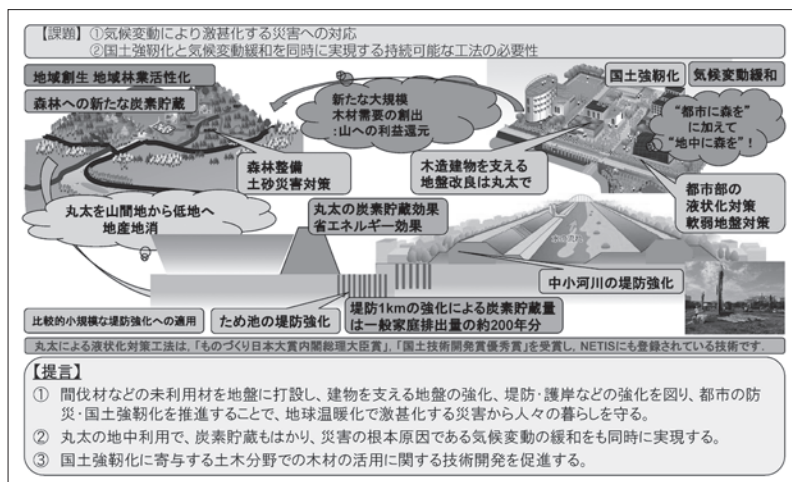 【課題】①気候変動により激甚化する災害への対応
②国土強靭化と気候変動緩和を同時に実現する持続可能な工法の必要性
地域創生 地域林業活性化
森林への新たな炭素貯蔵
新たな大規模
木材需要の創出
:山への利益還元
国土強靭化
気候変動緩和
“都市に森を”
に加えて
“地中に森を”！
森林整備
土砂災害対策
木造建物を支える
地盤改良は丸太で
都市部の
液状化対策
軟弱地盤対策
丸太を山間地から低地へ
地産地消
丸太の炭素貯蔵効果
省エネルギー効果
中小河川の堤防強化
比較的小規模な堤防強化への適用
ため池の堤防強化
堤防1kmの強化による炭素貯蔵量
は一般家庭排出量の約200年分
丸太による液状化対策工法は、「ものづくり日本大賞内閣総理大臣賞」、「国土技術開発賞優秀賞」を受賞し、NETISにも登録されている技術です.
【提言】
① 間伐材などの未利用材を地盤に打設し、建物を支える地盤の強化、堤防・護岸などの強化を図り、都市の防
災・国土強靭化を推進することで、地球温暖化で激甚化する災害から人々の暮らしを守る。
② 丸太の地中利用で、炭素貯蔵もはかり、災害の根本原因である気候変動の緩和をも同時に実現する。
③ 国土強靭化に寄与する土木分野での木材の活用に関する技術開発を促進する。